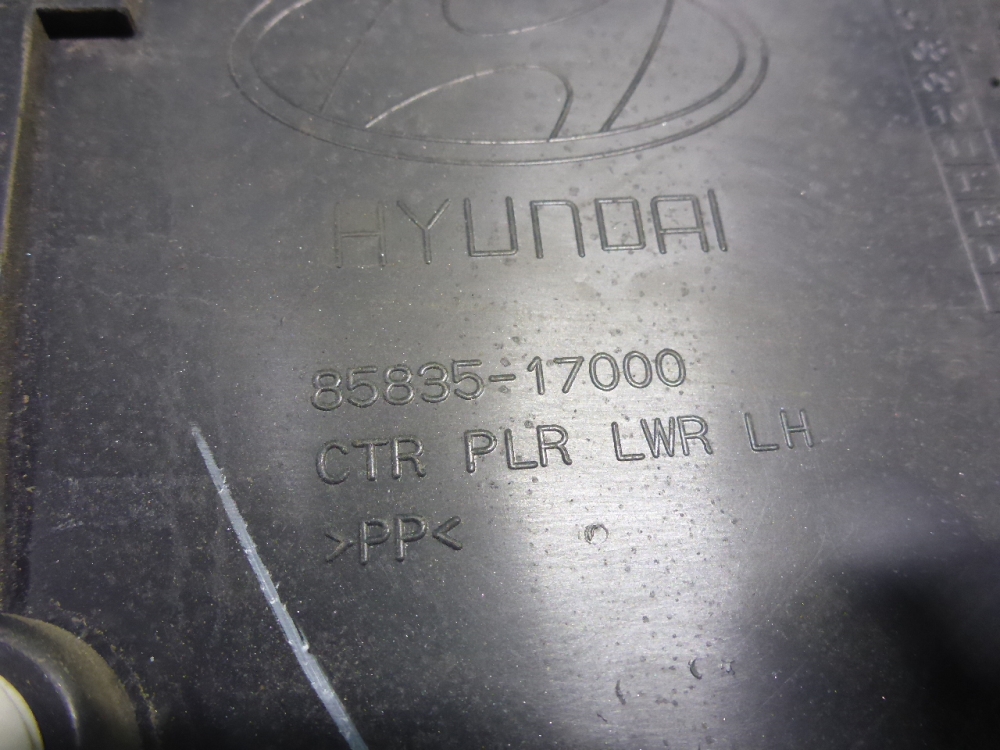 HYUNDAI
85835-17000
CTR PLR LWR LH
>PP<